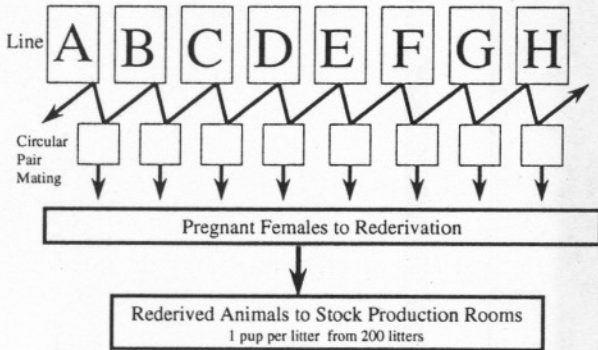 Line A B C D E F G H
Circular
Pair
Mating
Pregnant Females to Rederivation
Rederived Animals to Stock Production Rooms
1 pup per litter from 200 litters